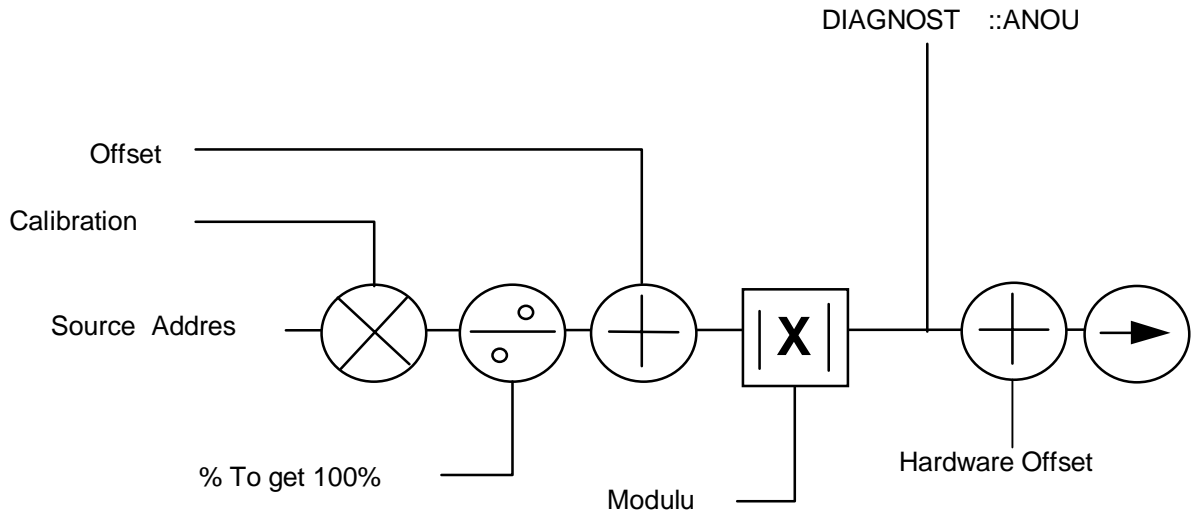 DIAGNOST ::ANOU
Offset
Calibration
Source Addres
X
% To get 100%
Hardware Offset
Modulu